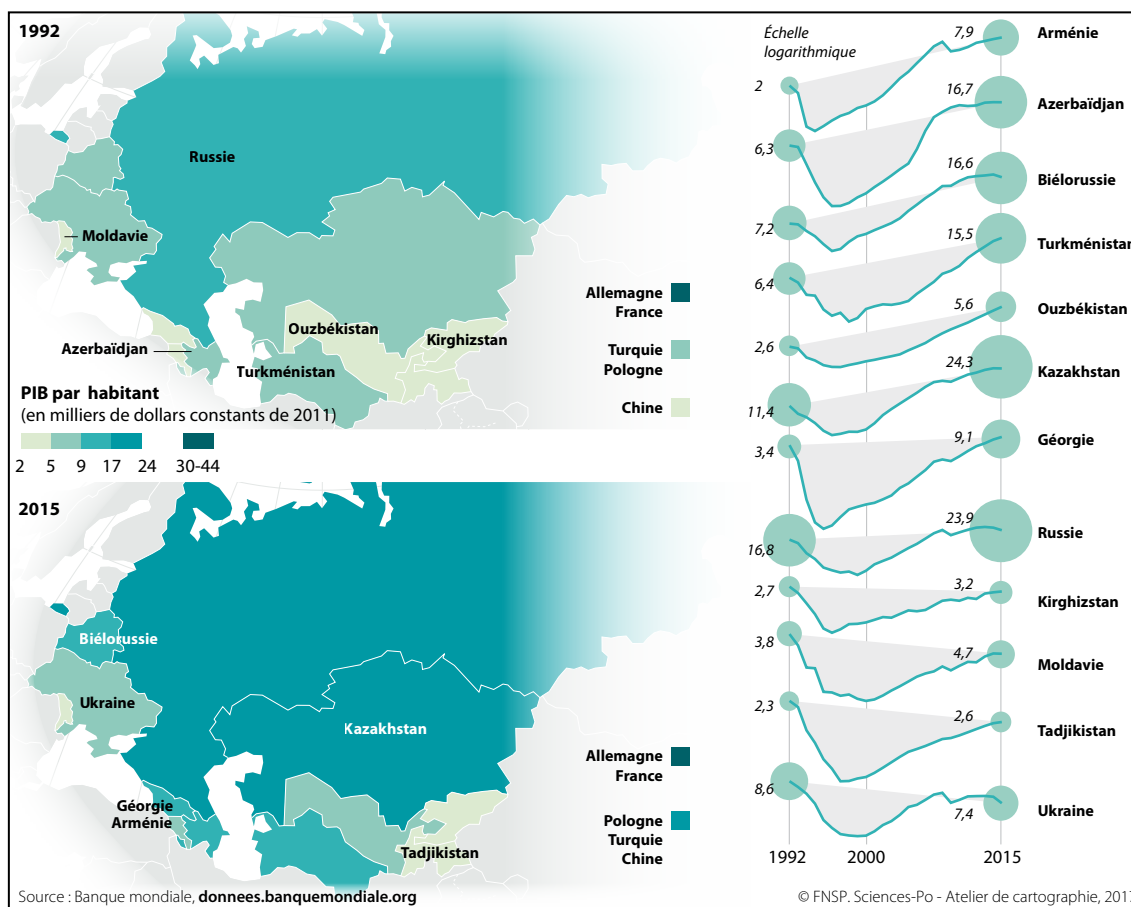 1992
Russie
Moldavie
Azerbaïdjan
Turkménistan
Ouzbékistan
Kirghizstan
Allemagne
France
Turquie
Pologne
Chine
PIB par habitant
(en milliers de dollars constants de 2011)
2 5 9 17 24 30-44
2015
Biélorussie
Ukraine
Kazakhstan
Géorgie
Arménie
Tadjikistan
Allemagne
France
Pologne
Turquie
Chine
Source : Banque mondiale, donnees.banquemondiale.org
Échelle
logarithmique
2 7,9 Arménie
6,3 16,7 Azerbaïdjan
7,2 16,6 Biélorussie
6,4 15,5 Turkménistan
2,6 5,6 Ouzbékistan
11,4 24,3 Kazakhstan
3,4 9,1 Géorgie
16,8 23,9 Russie
2,7 3,2 Kirghizstan
3,8 4,7 Moldavie
2,3 2,6 Tadjikistan
8,6 7,4 Ukraine
1992 2000 2015
© FNSP. Sciences-Po - Atelier de cartographie, 2017